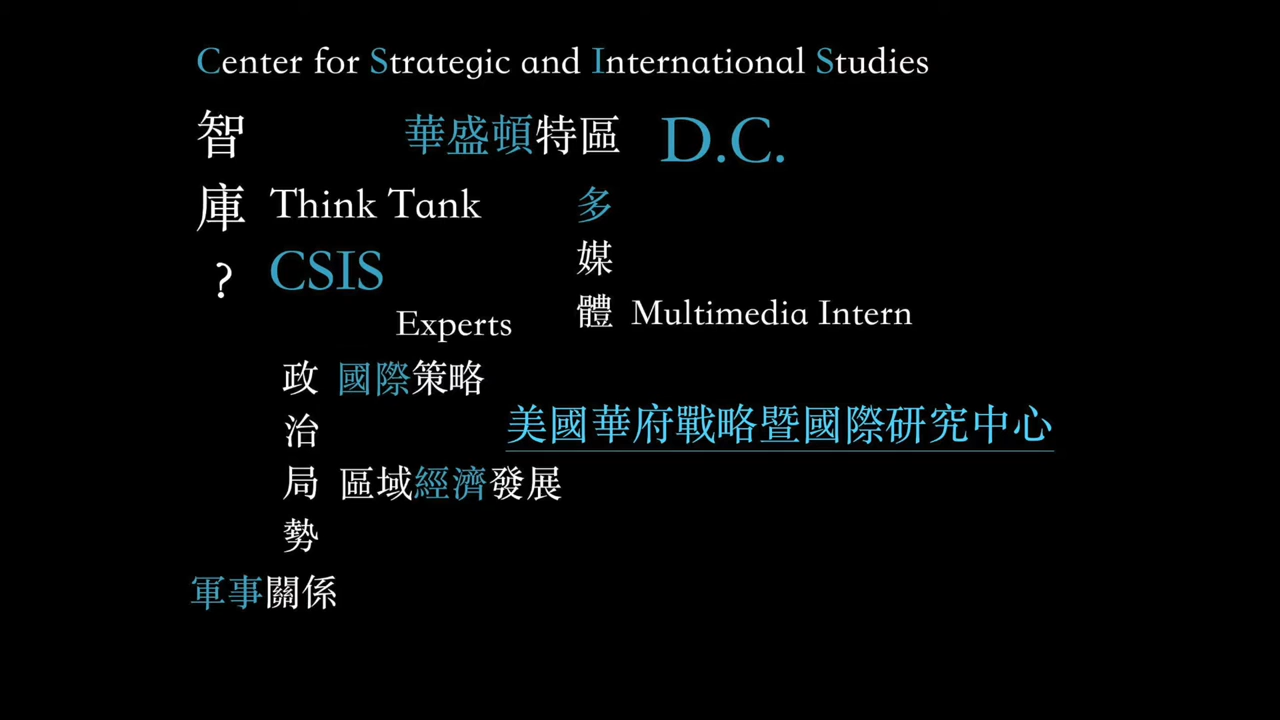 Center for Strategic and International Studies
智庫?
華盛頓特區
D.C.
Think Tank
多媒體
CSIS
Multimedia Intern
Experts
政治局勢
國際策略
美國華府戰略暨國際研究中心
區域經濟發展
軍事關係